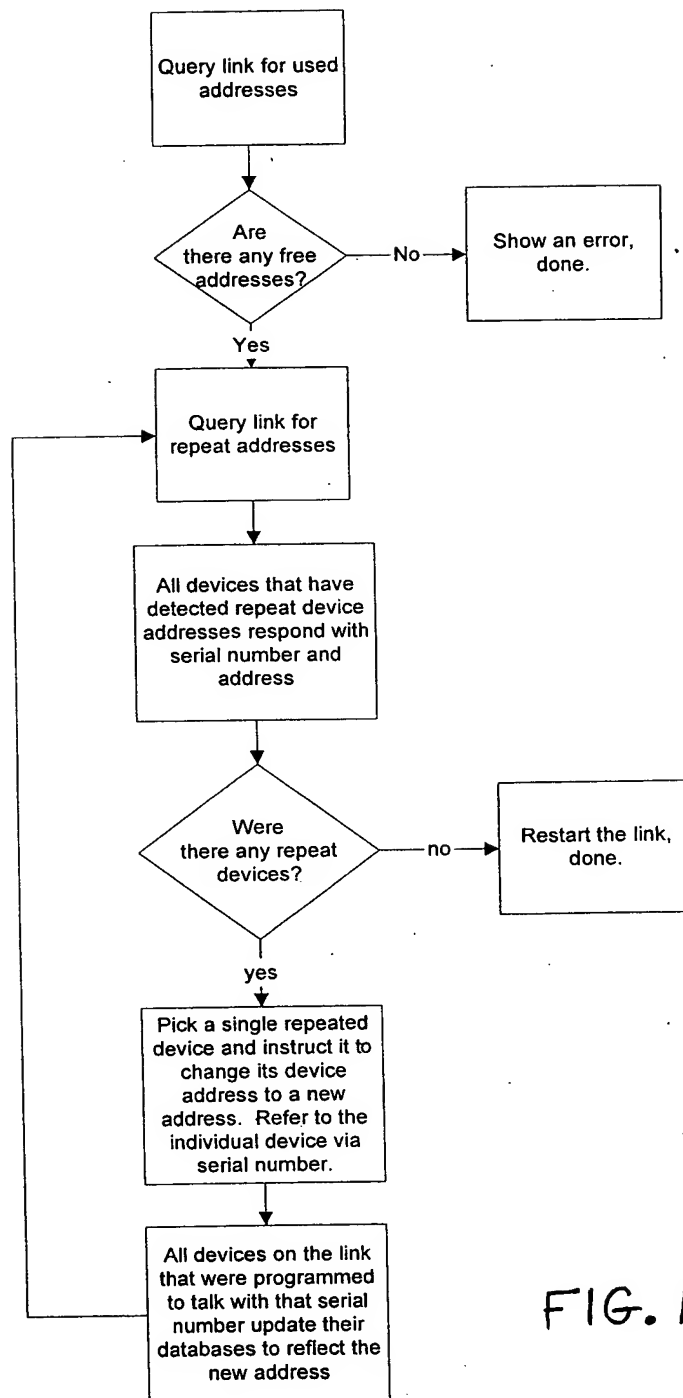 Query link for used
addresses
Are
there any free
addresses?
No
Show an error,
done.
Yes
Query link for
repeat addresses
All devices that have
detected repeat device
addresses respond with
serial number and
address
Were
there any repeat
devices?
no
Restart the link,
done.
yes
Pick a single repeated
device and instruct it to
change its device
address to a new
address. Refer to the
individual device via
serial number.
All devices on the link
that were programmed
to talk with that serial
number update their
databases to reflect the
new address
FIG.